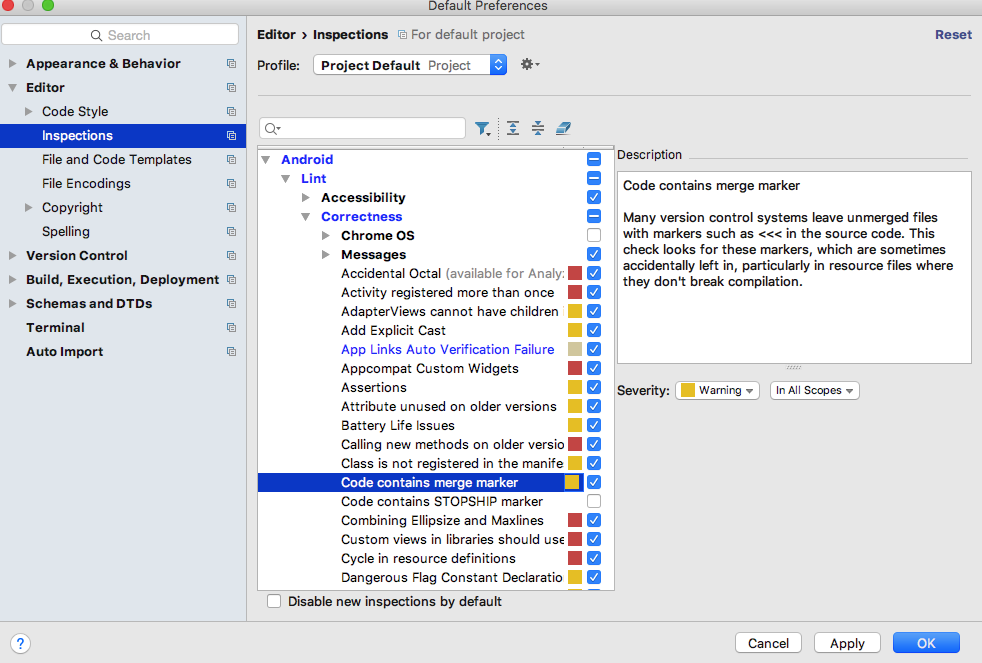 Default Preferences
Search
Appearance & Behavior
Editor
Code Style
Inspections
File and Code Templates
File Encodings
Copyright
Spelling
Version Control
Build, Execution, Deployment
Schemas and DTDs
Terminal
Auto Import
Editor › Inspections For default project
Reset
Profile: Project Default Project
Android
Lint
Accessibility
Correctness
Chrome OS
Messages
Accidental Octal (available for Analy
Activity registered more than once
AdapterViews cannot have children
Add Explicit Cast
App Links Auto Verification Failure
Appcompat Custom Widgets
Assertions
Attribute unused on older versions
Battery Life Issues
Calling new methods on older versio
Class is not registered in the manife
Code contains merge marker
Code contains STOPSHIP marker
Combining Ellipsize and Maxlines
Custom views in libraries should use
Cycle in resource definitions
Dangerous Flag Constant Declaratio
Disable new inspections by default
Description
Code contains merge marker
Many version control systems leave unmerged files
with markers such as <<< in the source code. This
check looks for these markers, which are sometimes
accidentally left in, particularly in resource files where
they don't break compilation.
Severity: Warning In All Scopes
?
Cancel
Apply
OK